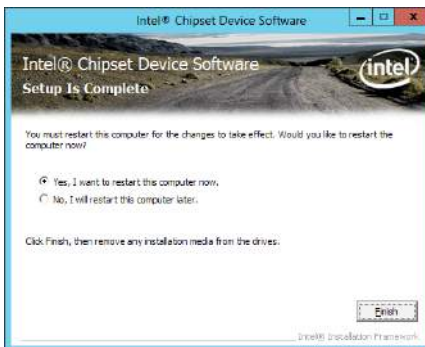 Intel® Chipset Device Software
Intel® Chipset Device Software
Setup Is Complete
intel
You must restart this computer for the changes to take effect. Would you like to restart the
computer now?
Yes, I want to restart this computer now.
No, I will restart this computer later.
Click Finish, then remove any installation media from the drives.
Finish
Intel® Installation Framework